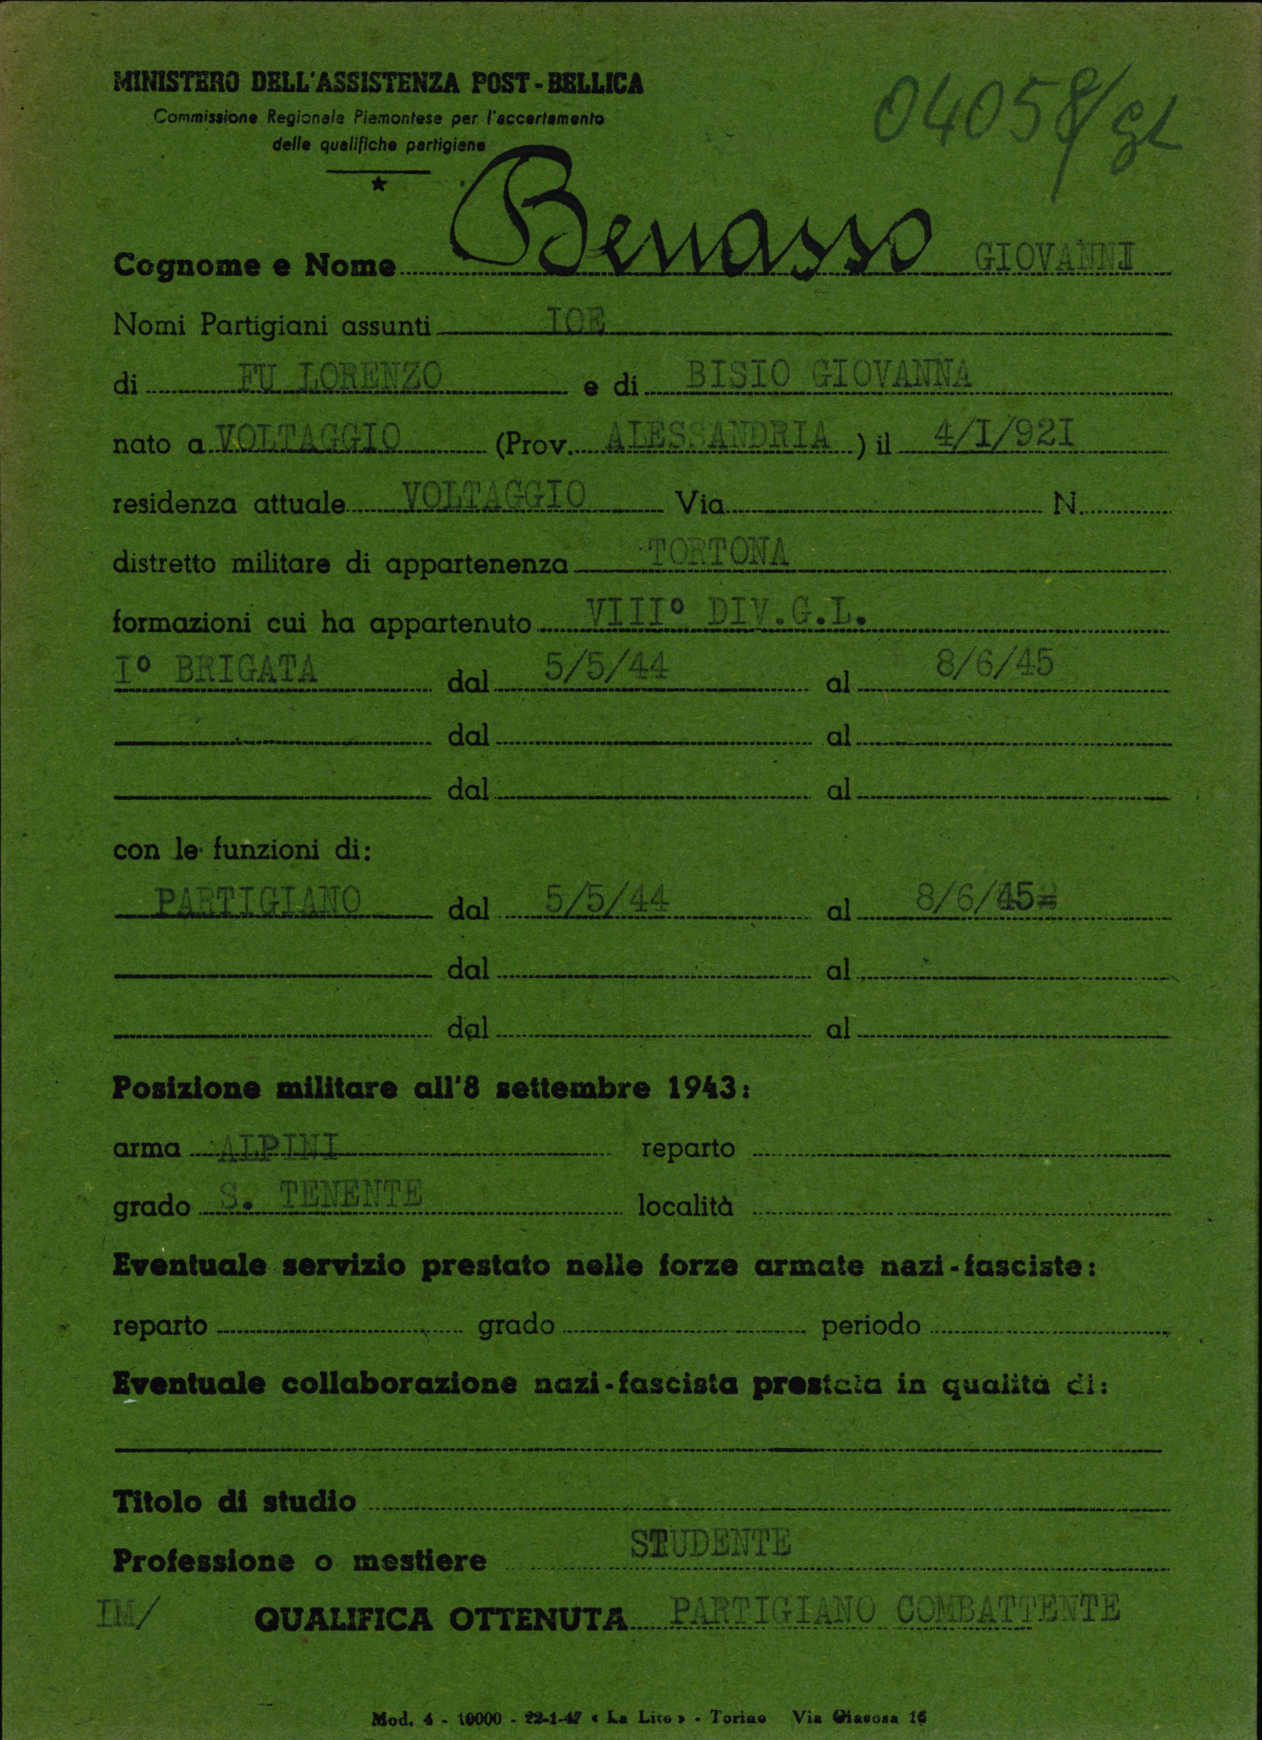 MINISTERO DELL'ASSISTENZA POST-BELLICA
Commissione Regionale Piemontese per l'accertamento
delle qualifiche partigiane
04058/gl
Cognome e Nome Benasso GIOVANNI
Nomi Partigiani assunti IOE
di FU LORENZO e di BISIO GIOVANNA
nato a VOLTAGGIO (Prov. ALESSANDRIA ) il 4/I/92I
residenza attuale VOLTAGGIO Via N.
distretto militare di appartenenza TORTONA
formazioni cui ha appartenuto VIIIº DIV.G.L.
Iº BRIGATA dal 5/5/44 al 8/6/45
dal al
dal al
con le funzioni di:
PARTIGIANO dal 5/5/44 al 8/6/45=
dal al
dal al
Posizione militare all'8 settembre 1943:
arma ALPINI reparto
grado S. TENENTE località
Eventuale servizio prestato nelle forze armate nazi-fasciste:
reparto grado periodo
Eventuale collaborazione nazi-fascista prestata in qualità di:
Titolo di studio
Professione o mestiere STUDENTE
IM/ QUALIFICA OTTENUTA PARTIGIANO COMBATTENTE
Mod. 4 - 10000 - 22-1-47 « La Lito » - Torino Via Giacosa 16